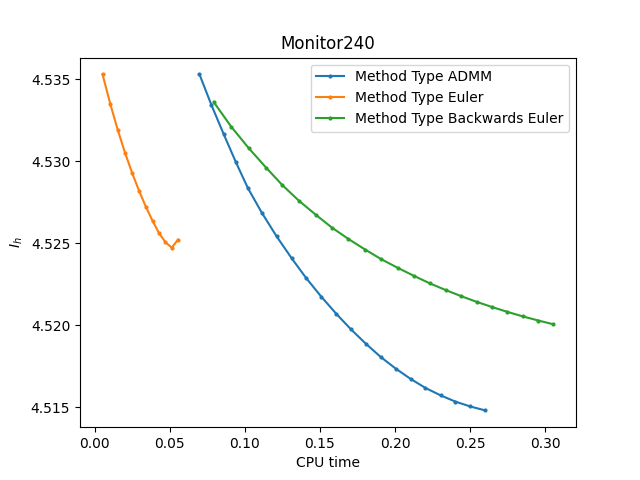 Monitor240
Method Type ADMM
Method Type Euler
Method Type Backwards Euler
4.535
4.530
4.525
4.520
4.515
I_h
0.00 0.05 0.10 0.15 0.20 0.25 0.30
CPU time